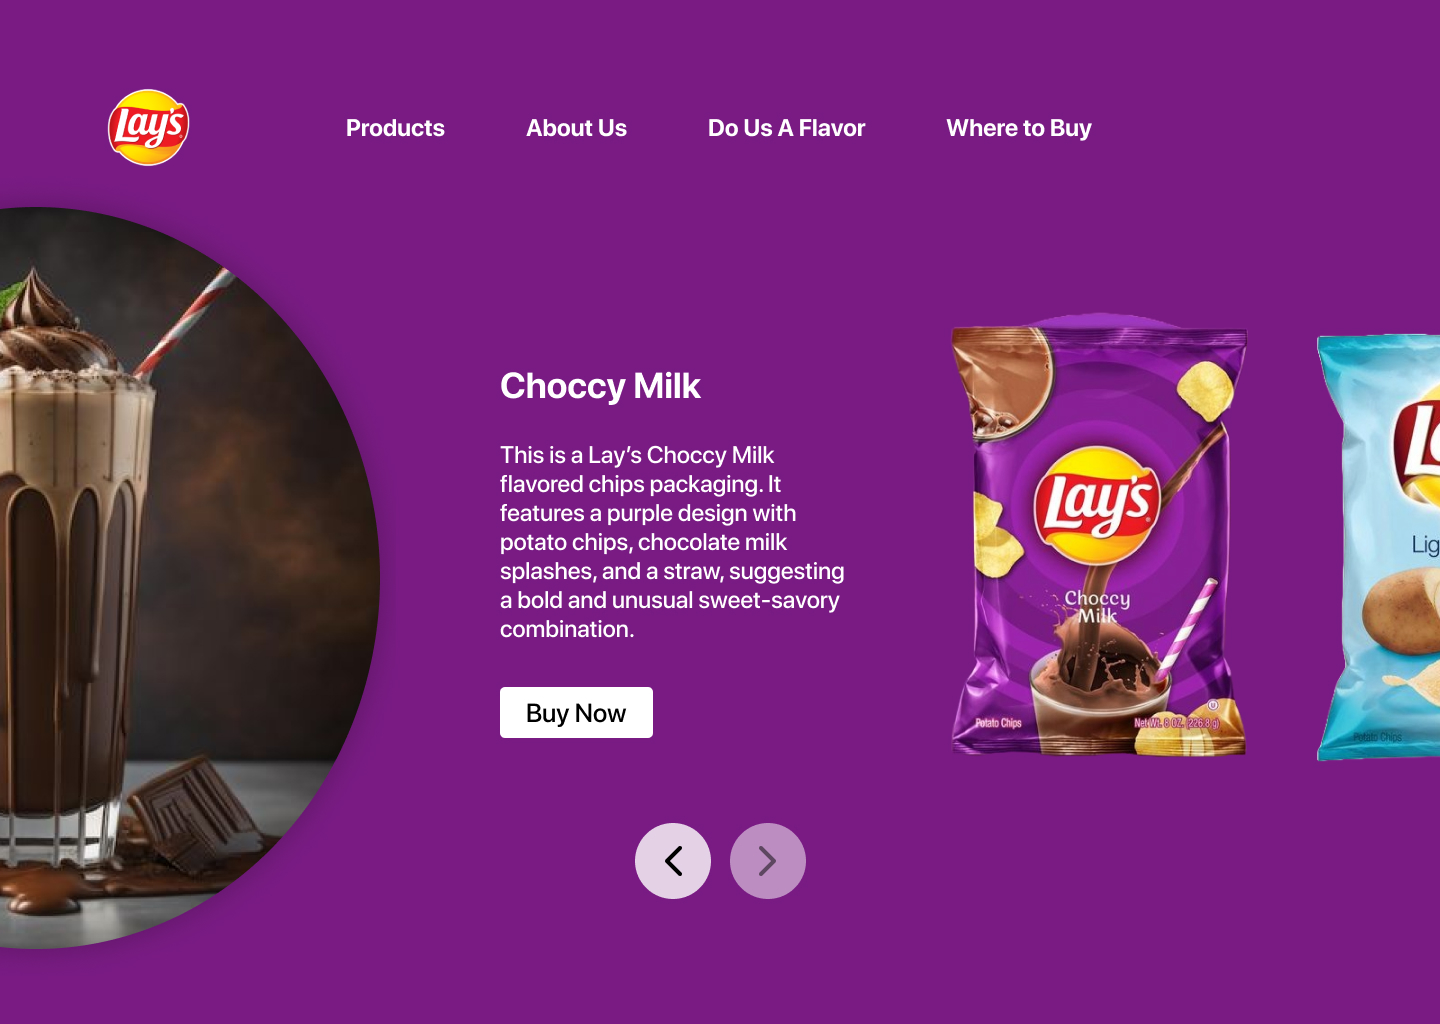 Lay's
Products
About Us
Do Us A Flavor
Where to Buy
Choccy Milk
This is a Lay’s Choccy Milk
flavored chips packaging. It
features a purple design with
potato chips, chocolate milk
splashes, and a straw, suggesting
a bold and unusual sweet-savory
combination.
Buy Now
Lay's
Choccy
Milk
Potato Chips
Net Wt. 8 OZ. (226.8 g)
La
Lig
Potato Chips